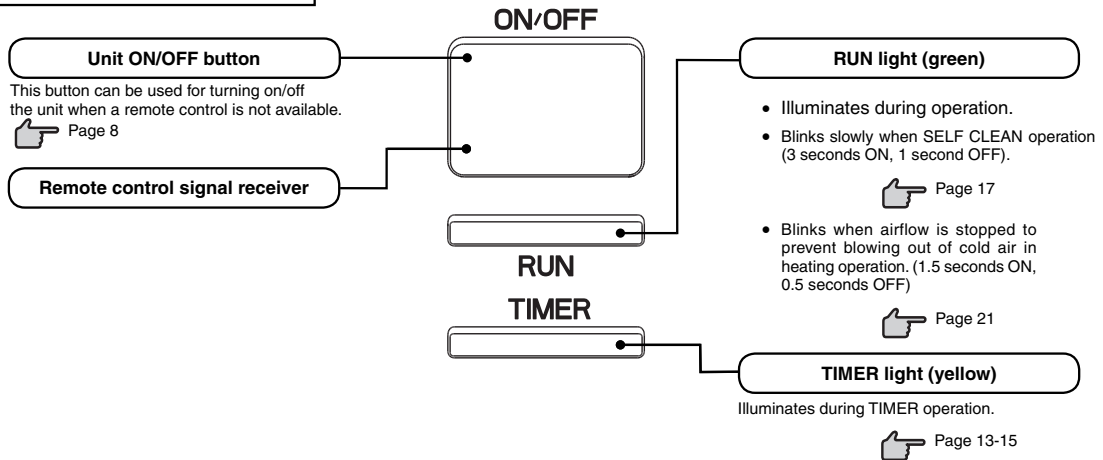 ON/OFF
Unit ON/OFF button
This button can be used for turning on/off
the unit when a remote control is not available.
Page 8
Remote control signal receiver
RUN
TIMER
RUN light (green)
• Illuminates during operation.
• Blinks slowly when SELF CLEAN operation
(3 seconds ON, 1 second OFF).
Page 17
• Blinks when airflow is stopped to
prevent blowing out of cold air in
heating operation. (1.5 seconds ON,
0.5 seconds OFF)
Page 21
TIMER light (yellow)
Illuminates during TIMER operation.
Page 13-15